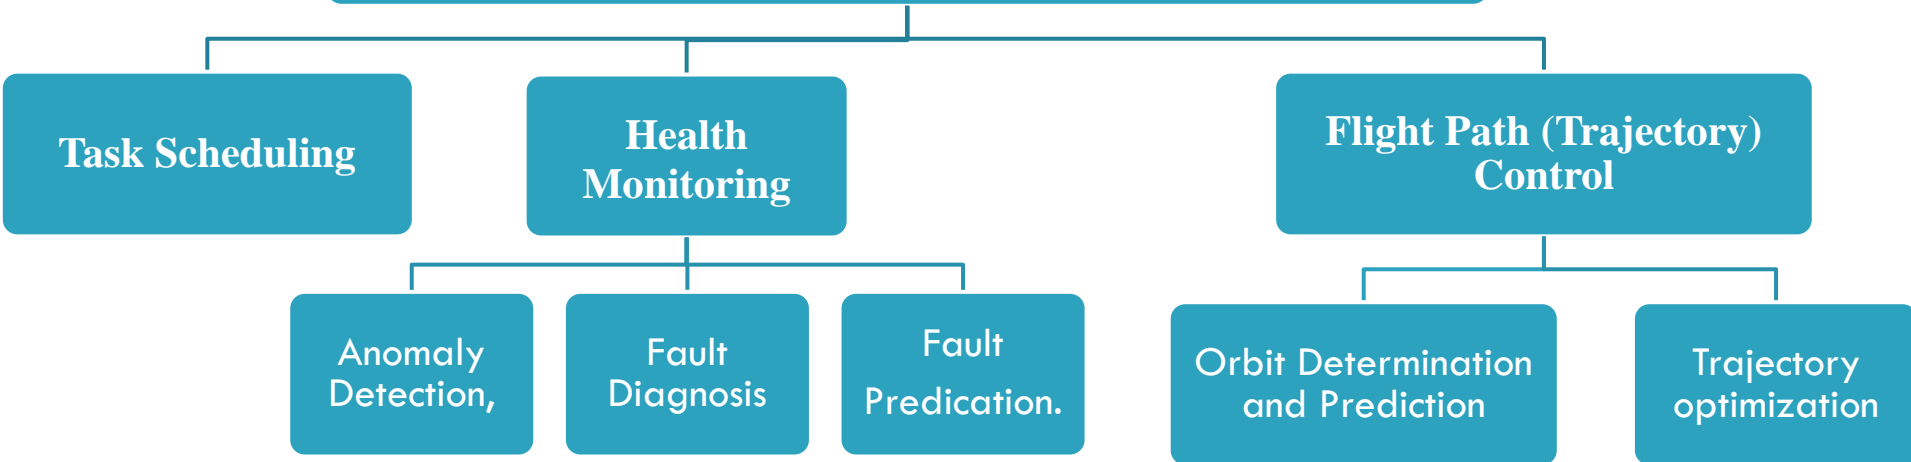 Task Scheduling
Health
Monitoring
Flight Path (Trajectory)
Control
Anomaly
Detection,
Fault
Diagnosis
Fault
Predication.
Orbit Determination
and Prediction
Trajectory
optimization